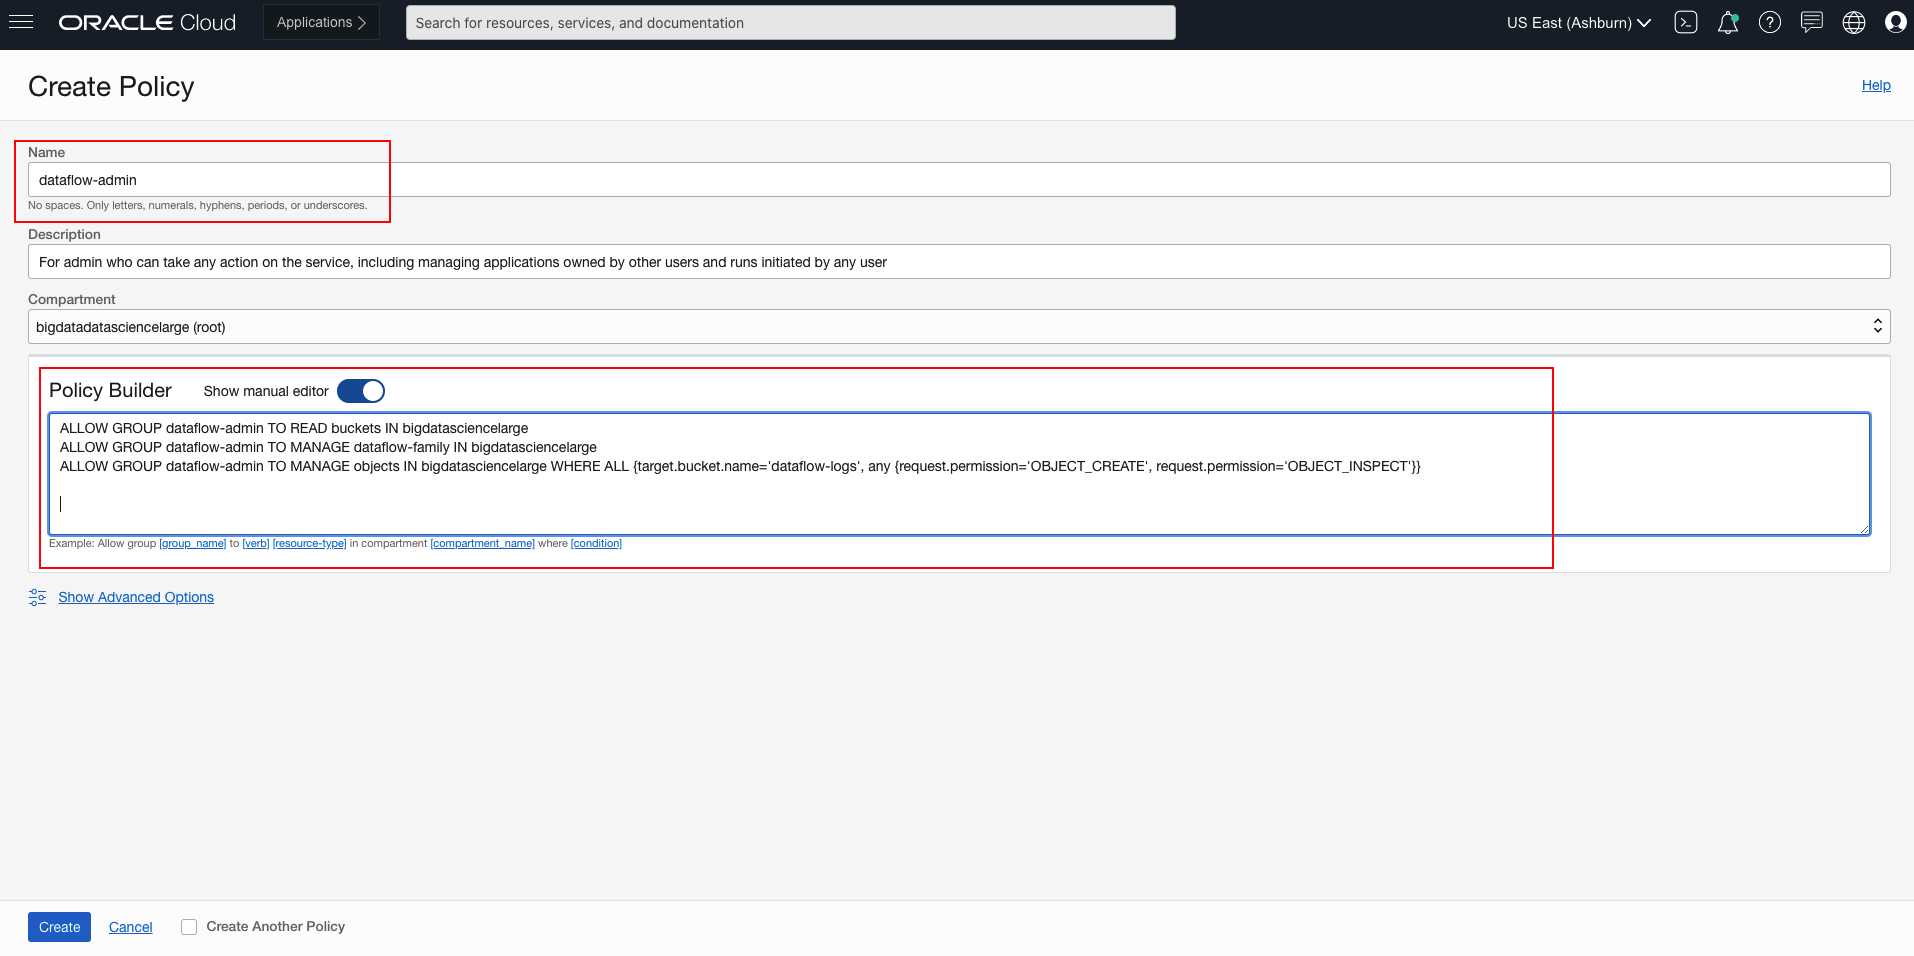 ORACLE Cloud
Applications
Search for resources, services, and documentation
US East (Ashburn)
Create Policy
Help
Name
dataflow-admin
No spaces. Only letters, numerals, hyphens, periods, or underscores.
Description
For admin who can take any action on the service, including managing applications owned by other users and runs initiated by any user
Compartment
bigdatadatasciencelarge (root)
Policy Builder
Show manual editor
ALLOW GROUP dataflow-admin TO READ buckets IN bigdatasciencelarge
ALLOW GROUP dataflow-admin TO MANAGE dataflow-family IN bigdatasciencelarge
ALLOW GROUP dataflow-admin TO MANAGE objects IN bigdatasciencelarge WHERE ALL {target.bucket.name='dataflow-logs', any {request.permission='OBJECT_CREATE', request.permission='OBJECT_INSPECT'}}
Example: Allow group [group_name] to [verb] [resource-type] in compartment [compartment_name] where [condition]
Show Advanced Options
Create
Cancel
Create Another Policy